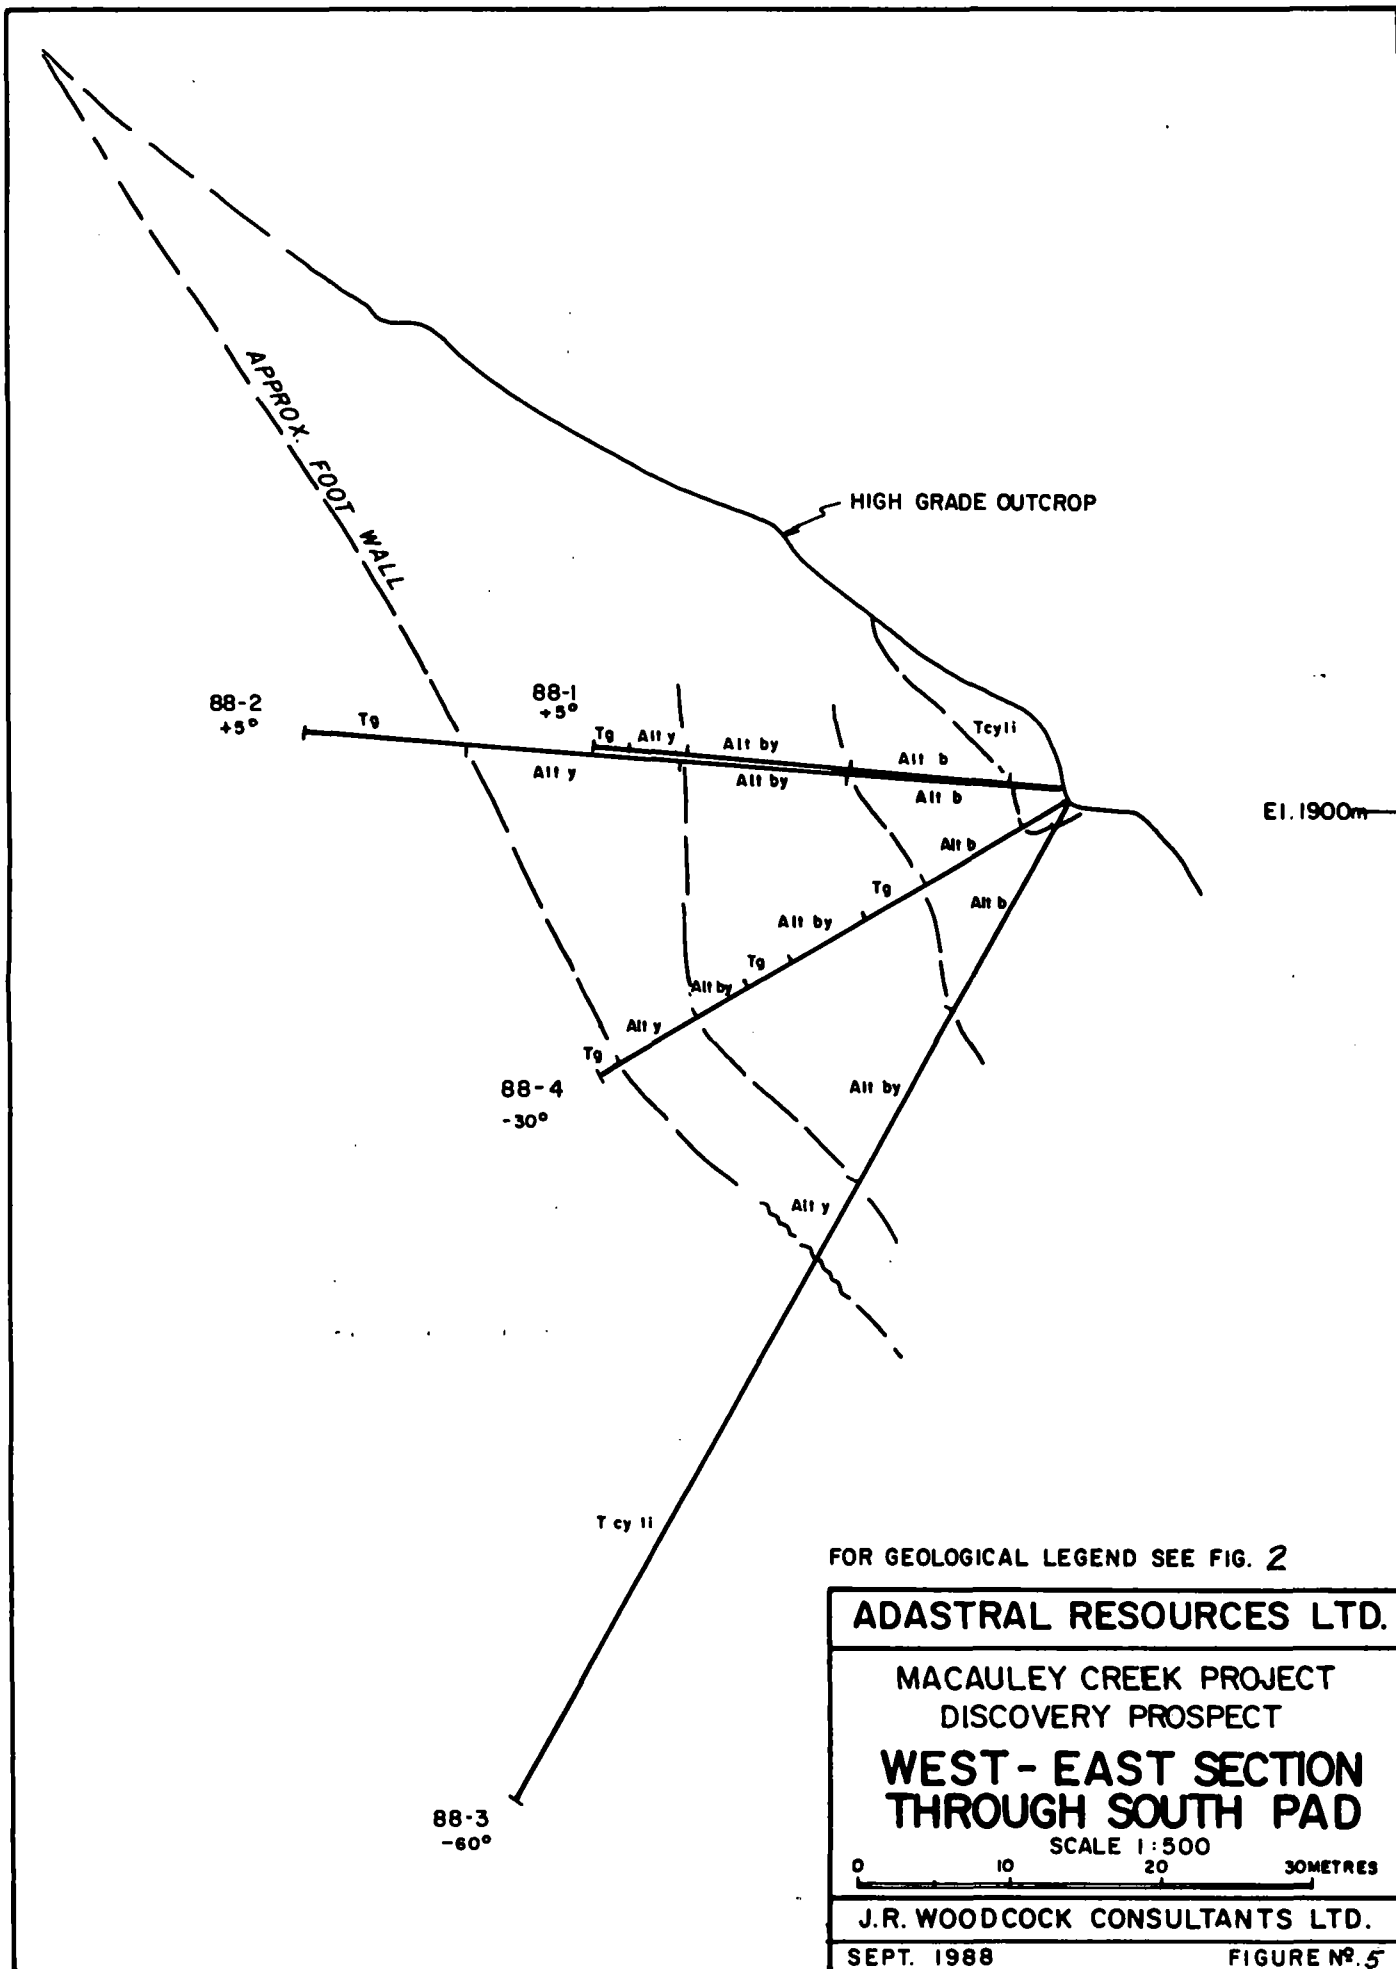 HIGH GRADE OUTCROP
APPROX. FOOT WALL
88-2
+5°
Tg
88-1
+5°
Tg
Alt y
Alt by
Alt b
Tcyli
Alt y
Alt by
Alt b
El. 1900m
Alt b
Tg
Alt by
Tg
Alt by
Alt y
Tg
88-4
-30°
Alt b
Alt by
Alt y
T cy li
88-3
-60°
FOR GEOLOGICAL LEGEND SEE FIG. 2
ADASTRAL RESOURCES LTD.
MACAULEY CREEK PROJECT
DISCOVERY PROSPECT
WEST - EAST SECTION
THROUGH SOUTH PAD
SCALE 1:500
0 10 20 30 METRES
J.R. WOODCOCK CONSULTANTS LTD.
SEPT. 1988 FIGURE Nº. 5